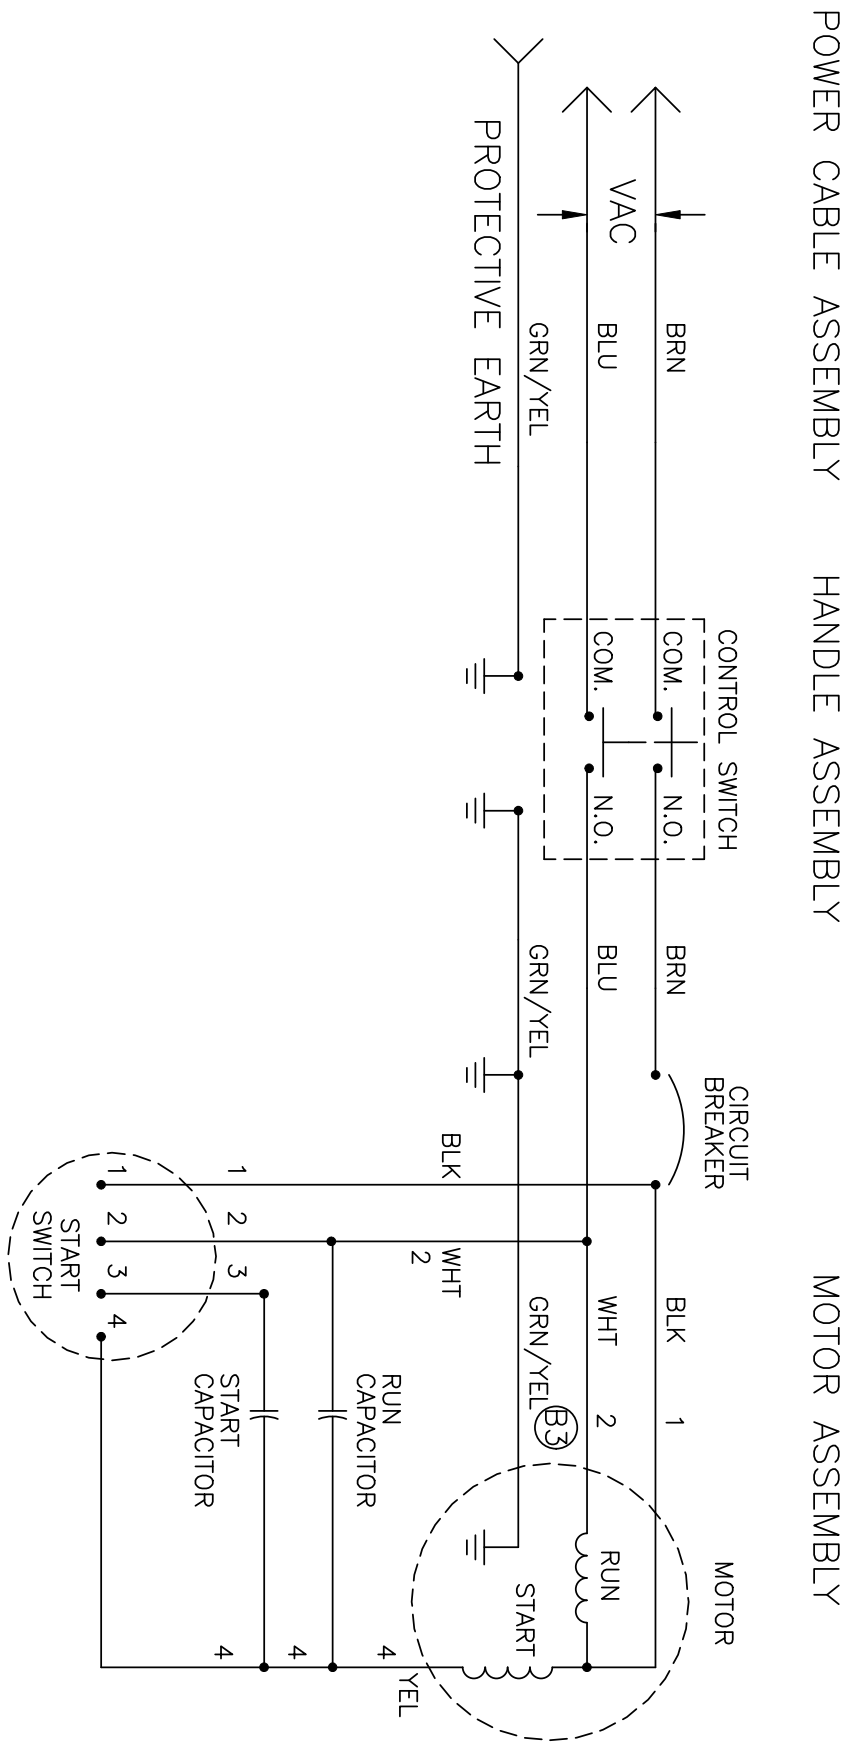 POWER CABLE ASSEMBLY
HANDLE ASSEMBLY
MOTOR ASSEMBLY
CONTROL SWITCH
CIRCUIT
BREAKER
MOTOR
BRN
COM.
N.O.
BRN
BLK
1
VAC
BLU
COM.
N.O.
BLU
WHT
2
RUN
GRN/YEL
GRN/YEL
GRN/YEL
B3
START
PROTECTIVE EARTH
BLK
WHT
2
4
YEL
RUN
CAPACITOR
4
1
2
3
START
CAPACITOR
4
1
2
3
4
START
SWITCH